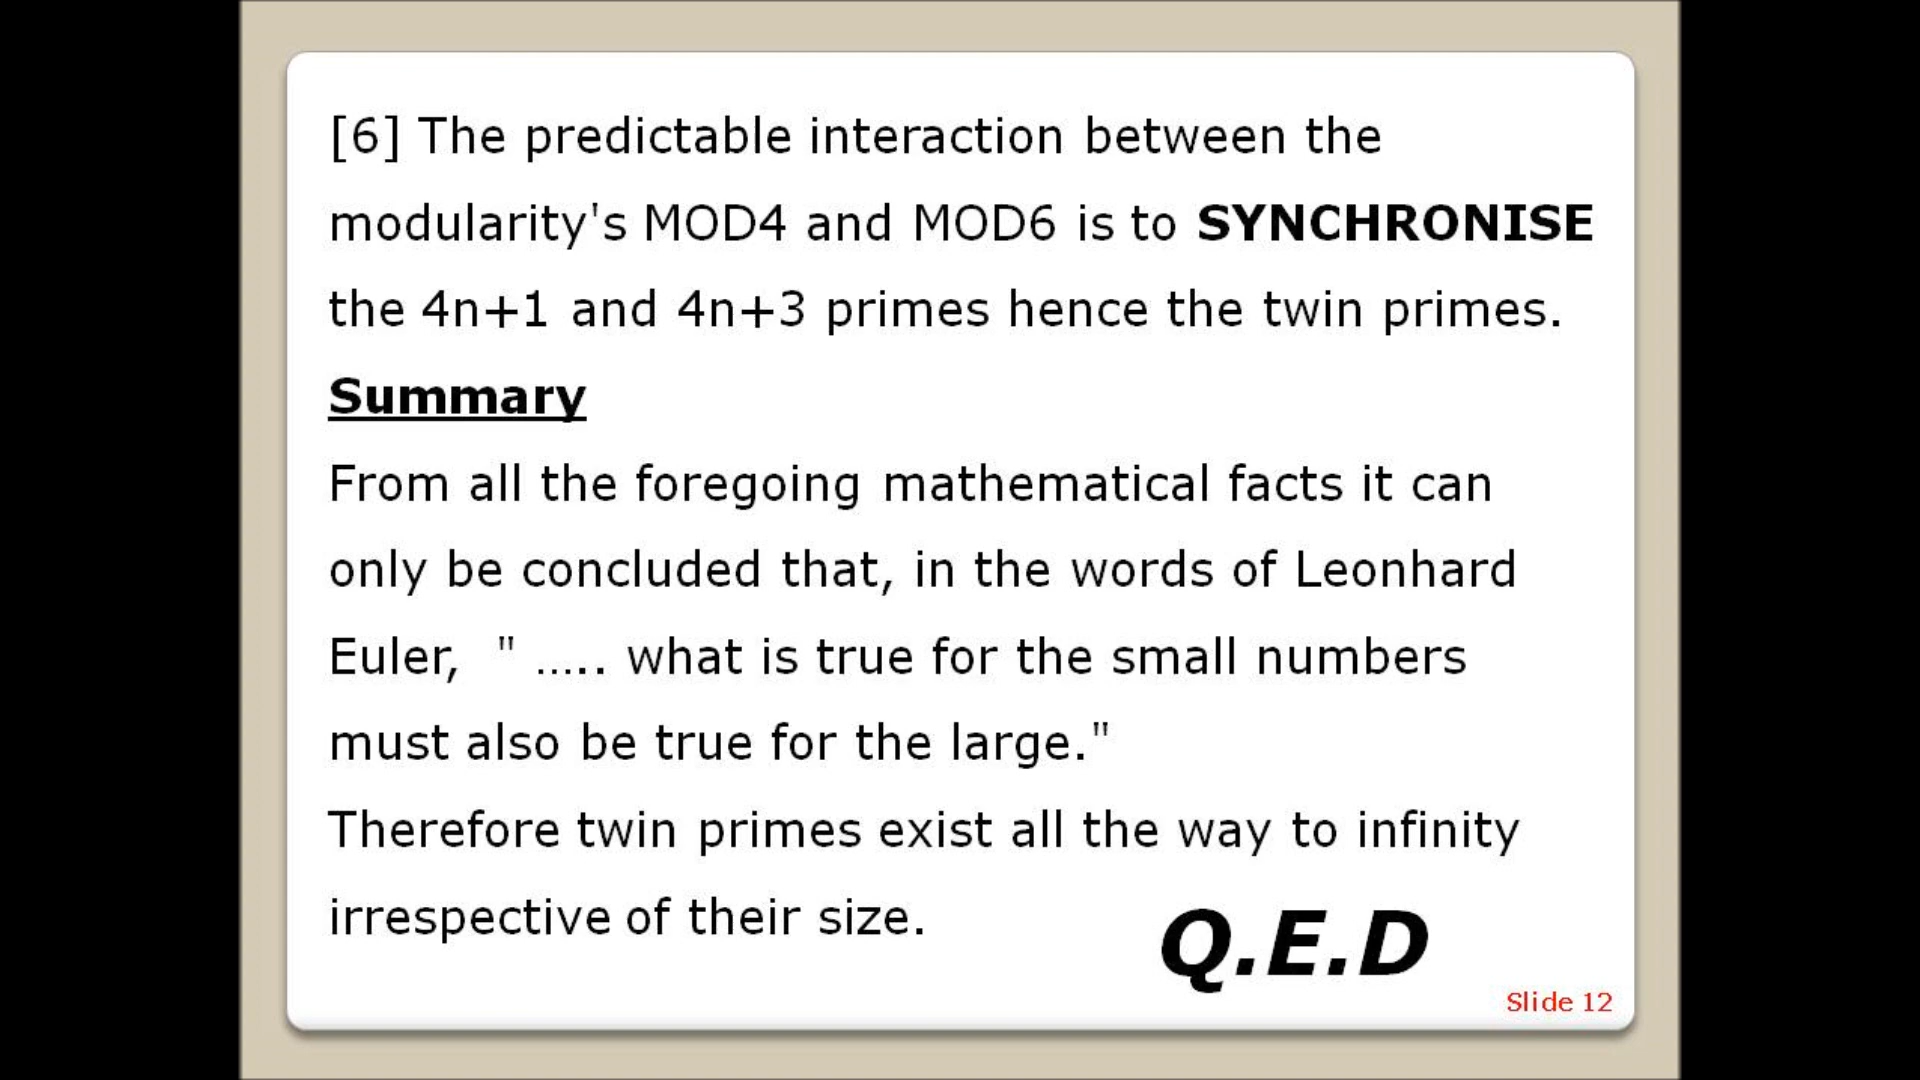 [6] The predictable interaction between the
modularity's MOD4 and MOD6 is to SYNCHRONISE
the 4n+1 and 4n+3 primes hence the twin primes.
Summary
From all the foregoing mathematical facts it can
only be concluded that, in the words of Leonhard
Euler,  " ..... what is true for the small numbers
must also be true for the large."
Therefore twin primes exist all the way to infinity
irrespective of their size.
Q.E.D
Slide 12